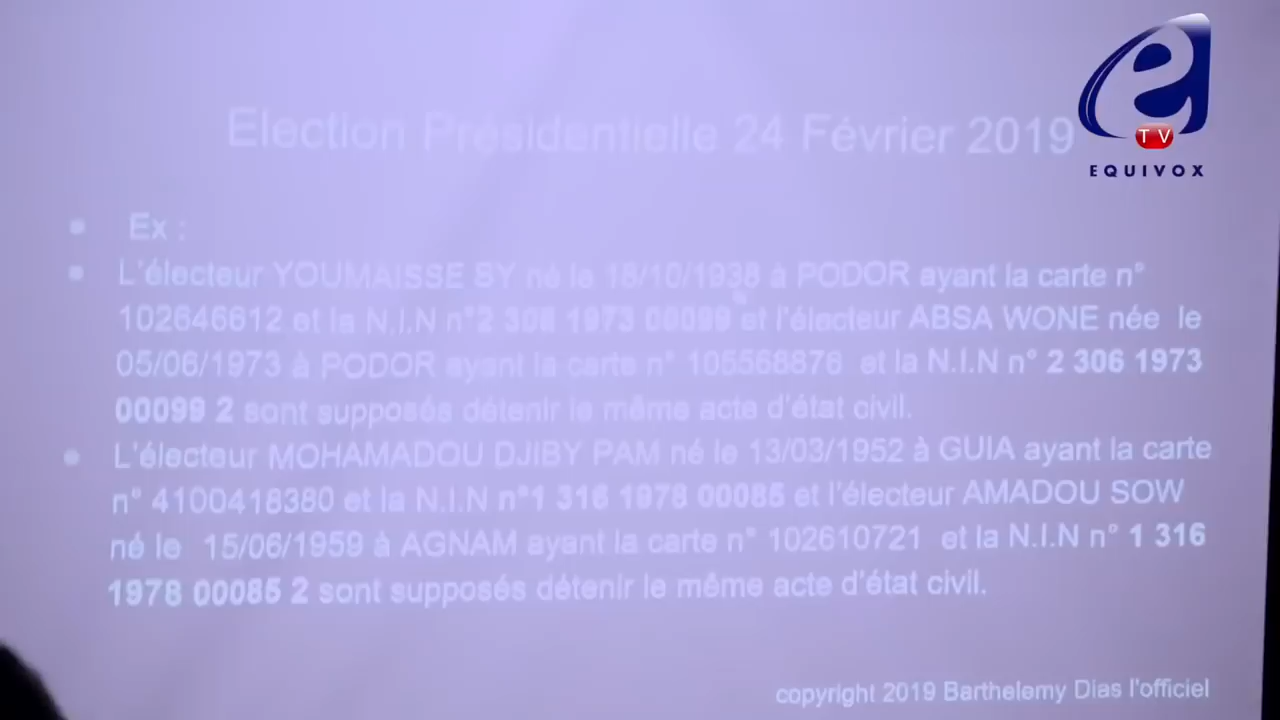 e
TV
EQUIVOX
Election Présidentielle 24 Février 2019
• Ex :
• L'électeur YOUMAISSE SY né le 18/10/1938 à PODOR ayant la carte n°
102646612 et la N.I.N n°2 306 1973 00099 et l'électeur ABSA WONE née le
05/06/1973 à PODOR ayant la carte n° 105568876 et la N.I.N n° 2 306 1973
00099 2 sont supposés détenir le même acte d'état civil.
• L'électeur MOHAMADOU DJIBY PAM né le 13/03/1952 à GUIA ayant la carte
n° 4100418380 et la N.I.N n°1 316 1978 00085 et l'électeur AMADOU SOW
né le 15/06/1959 à AGNAM ayant la carte n° 102610721 et la N.I.N n° 1 316
1978 00085 2 sont supposés détenir le même acte d'état civil.
copyright 2019 Barthelemy Dias l'officiel